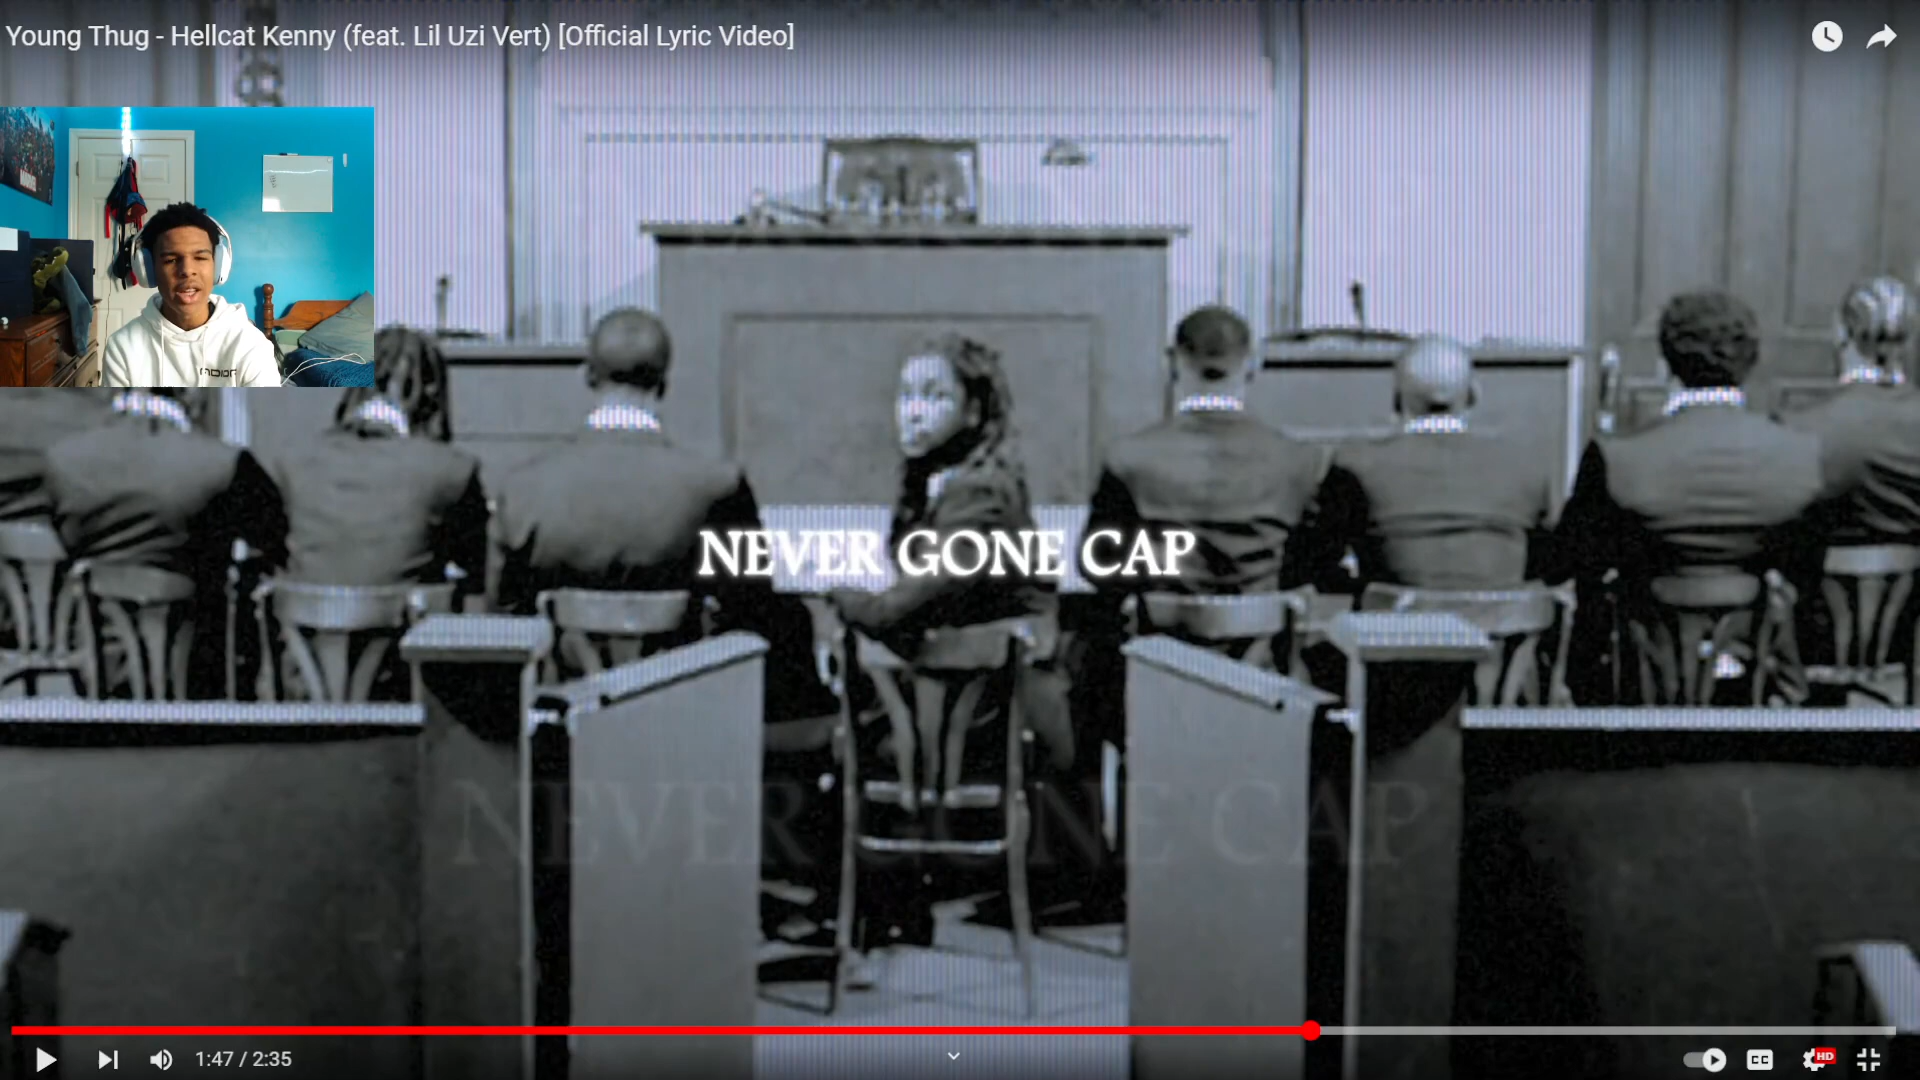 Young Thug - Hellcat Kenny (feat. Lil Uzi Vert) [Official Lyric Video]
NEVER GONE CAP
NEVER GONE CAP
1:47 / 2:35
CC
HD